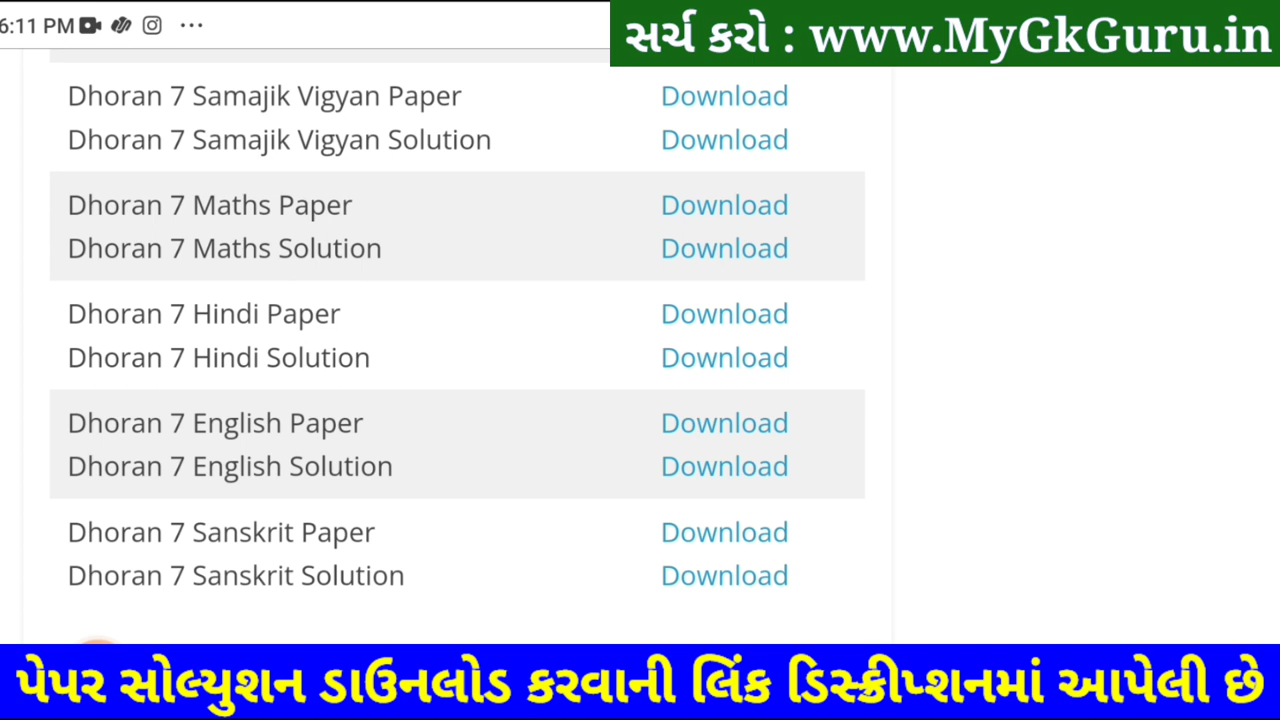 6:11 PM
સર્ચ કરો : www.MyGkGuru.in
Dhoran 7 Samajik Vigyan Paper Download
Dhoran 7 Samajik Vigyan Solution Download
Dhoran 7 Maths Paper Download
Dhoran 7 Maths Solution Download
Dhoran 7 Hindi Paper Download
Dhoran 7 Hindi Solution Download
Dhoran 7 English Paper Download
Dhoran 7 English Solution Download
Dhoran 7 Sanskrit Paper Download
Dhoran 7 Sanskrit Solution Download
પેપર સોલ્યુશન ડાઉનલોડ કરવાની લિંક ડિસ્ક્રીપ્શનમાં આપેલી છે